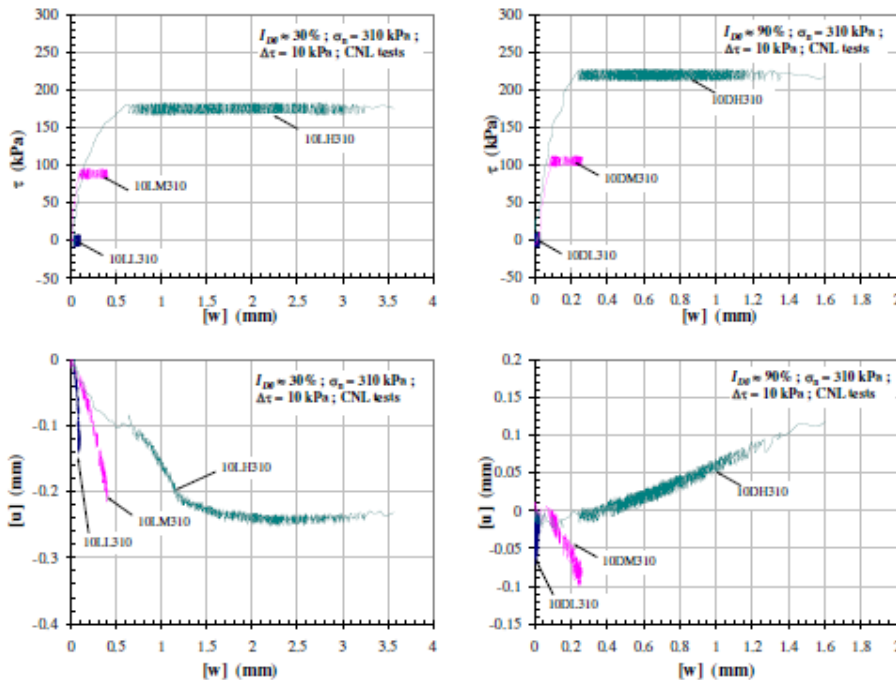 300
250
200
150
100
50
0
-50
τ (kPa)
I_D0 ≈ 30% ; σ_n = 310 kPa ;
Δτ = 10 kPa ; CNL tests
10LH310
10LM310
10LL310
0 0.5 1 1.5 2 2.5 3 3.5 4
[w] (mm)
300
250
200
150
100
50
0
-50
τ (kPa)
I_D0 ≈ 90% ; σ_n = 310 kPa ;
Δτ = 10 kPa ; CNL tests
10DH310
10DM310
10DL310
0 0.2 0.4 0.6 0.8 1 1.2 1.4 1.6 1.8 2
[w] (mm)
0
-0.1
-0.2
-0.3
-0.4
[u] (mm)
I_D0 ≈ 30% ; σ_n = 310 kPa ;
Δτ = 10 kPa ; CNL tests
10LH310
10LM310
10LL310
0 0.5 1 1.5 2 2.5 3 3.5 4
[w] (mm)
0.2
0.15
0.1
0.05
0
-0.05
-0.1
-0.15
[u] (mm)
I_D0 ≈ 90% ; σ_n = 310 kPa ;
Δτ = 10 kPa ; CNL tests
10DH310
10DM310
10DL310
0 0.2 0.4 0.6 0.8 1 1.2 1.4 1.6 1.8 2
[w] (mm)